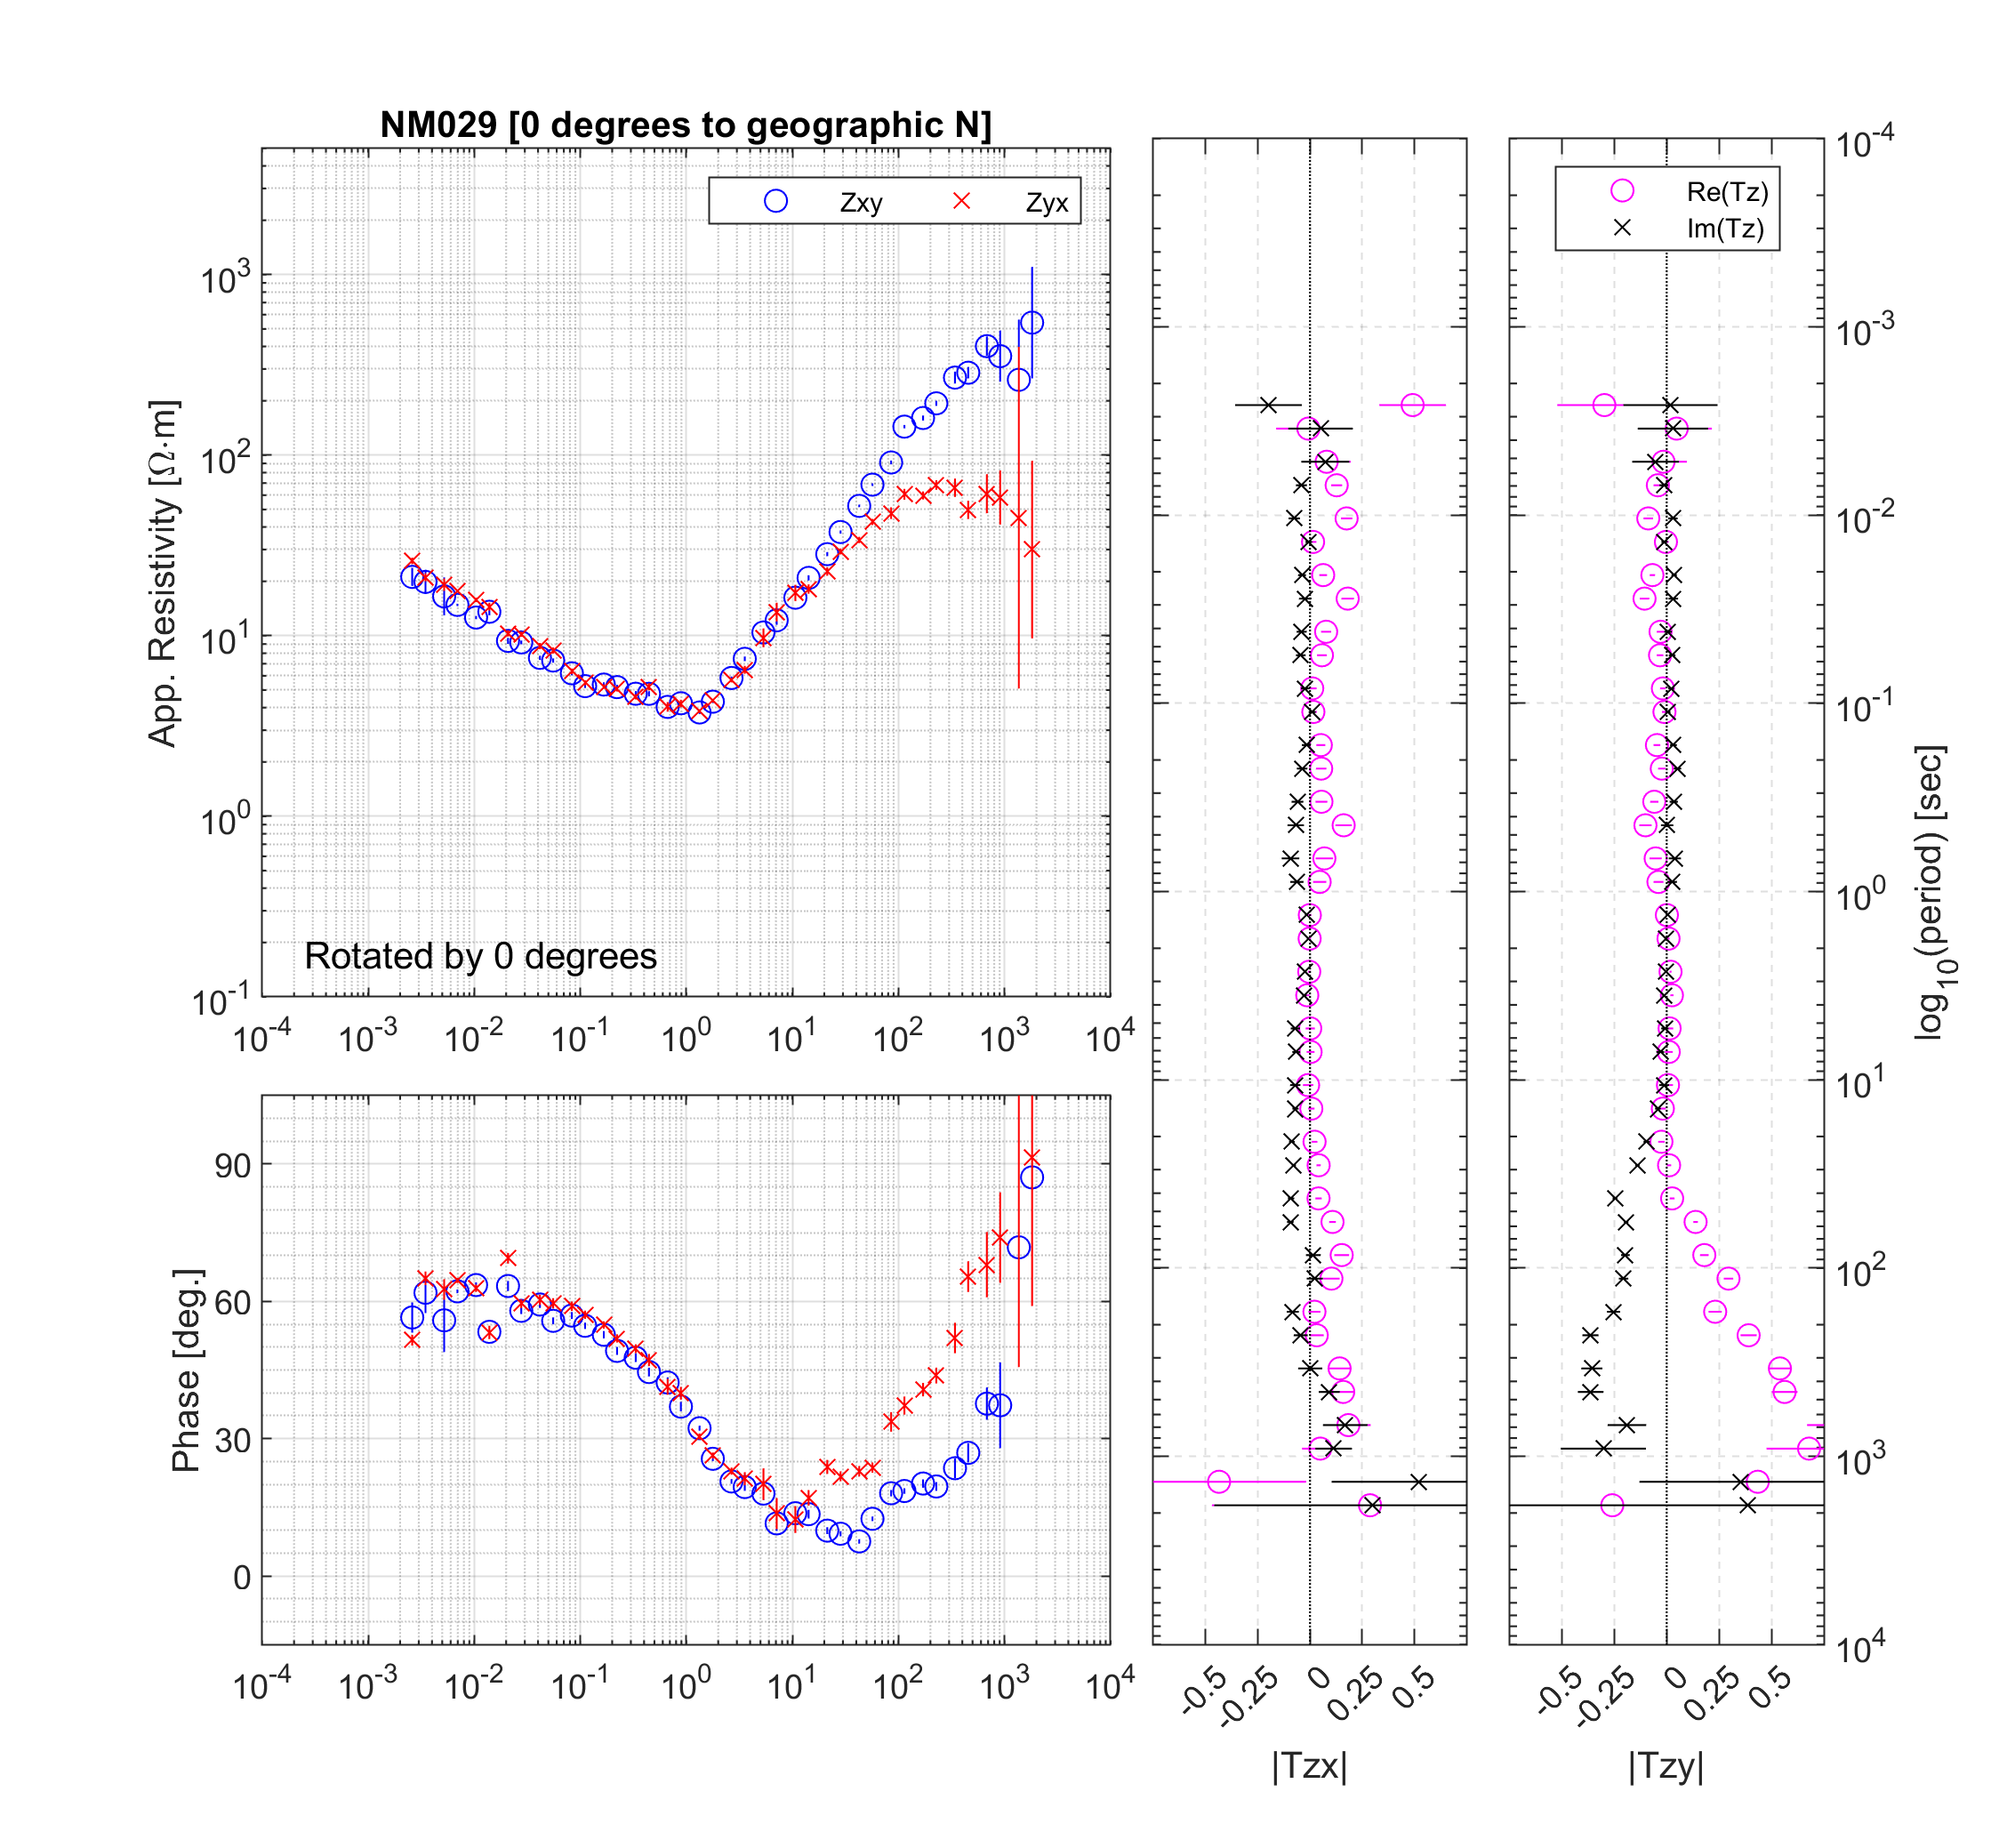 NM029 [0 degrees to geographic N]
Zxy Zyx
App. Resistivity [Ω·m]
10^3
10^2
10^1
10^0
10^-1
Rotated by 0 degrees
10^-4 10^-3 10^-2 10^-1 10^0 10^1 10^2 10^3 10^4
Phase [deg.]
90
60
30
0
10^-4 10^-3 10^-2 10^-1 10^0 10^1 10^2 10^3 10^4
-0.5 -0.25 0 0.25 0.5
|Tzx|
Re(Tz)
Im(Tz)
10^-4
10^-3
10^-2
10^-1
10^0
10^1
10^2
10^3
10^4
log_10(period) [sec]
-0.5 -0.25 0 0.25 0.5
|Tzy|